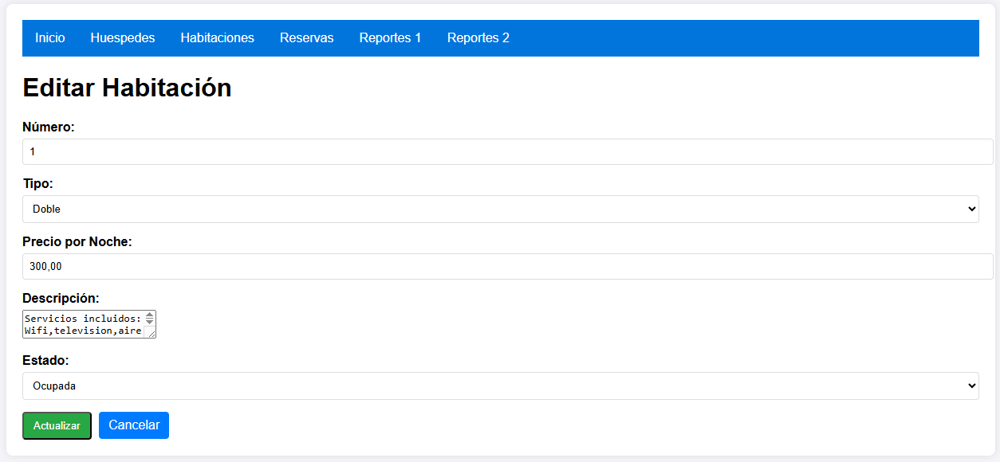 Inicio Huespedes Habitaciones Reservas Reportes 1 Reportes 2
Editar Habitación
Número:
1
Tipo:
Doble
Precio por Noche:
300,00
Descripción:
Servicios incluidos:
Wifi,television,aire
Estado:
Ocupada
Actualizar Cancelar